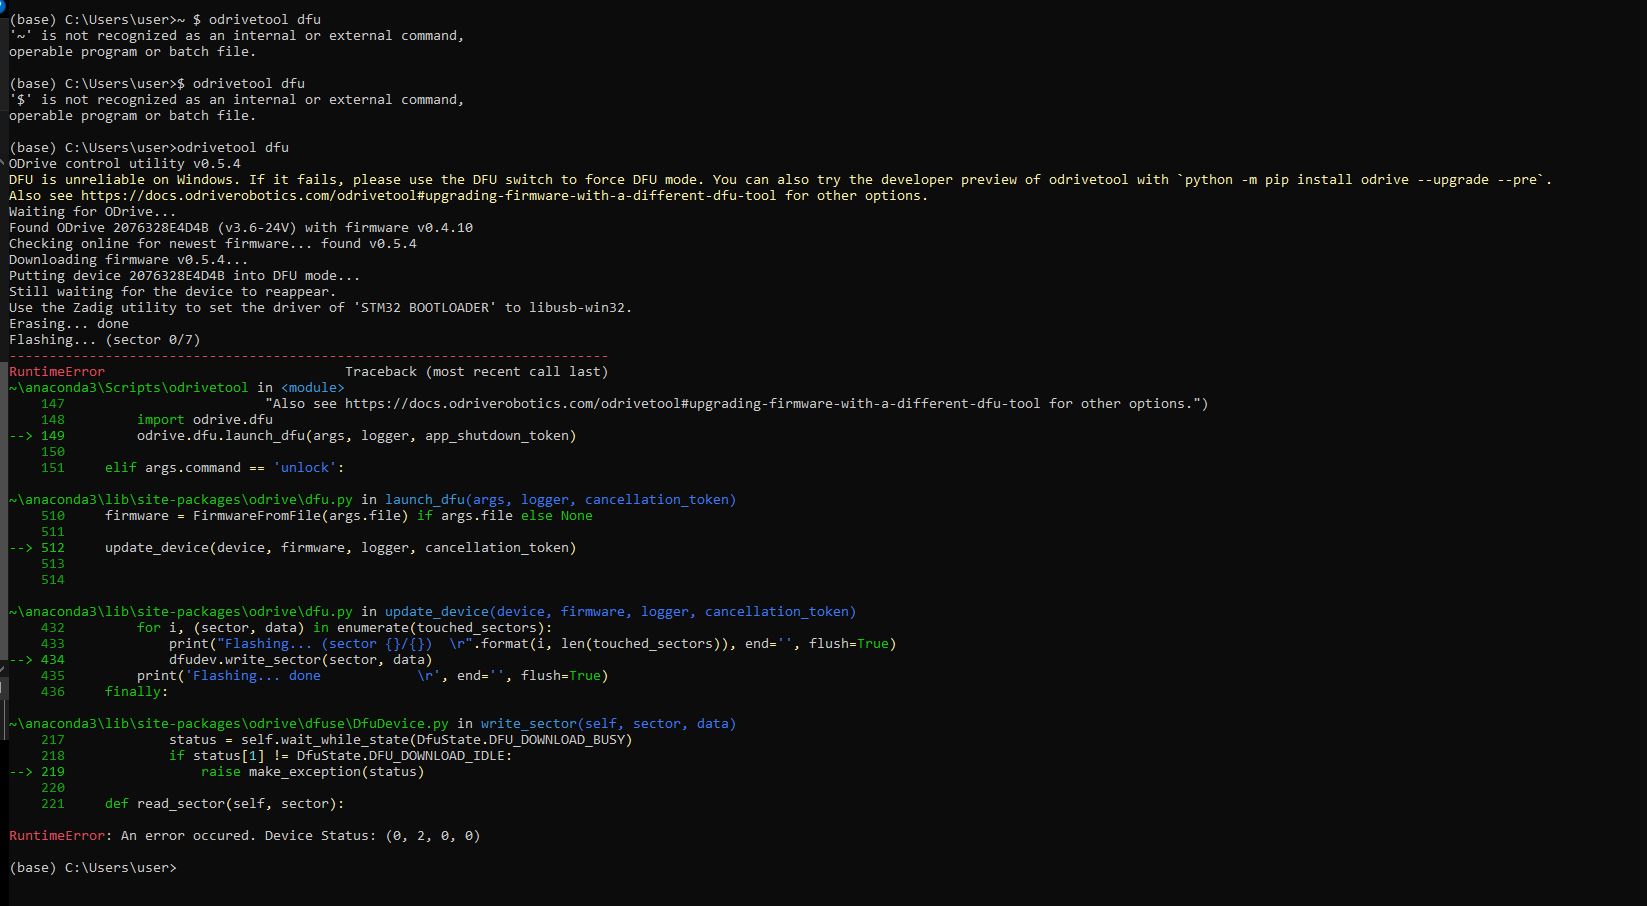 (base) C:\Users\user>~ $ odrivetool dfu
'~' is not recognized as an internal or external command,
operable program or batch file.
(base) C:\Users\user>$ odrivetool dfu
'$' is not recognized as an internal or external command,
operable program or batch file.
(base) C:\Users\user>odrivetool dfu
ODrive control utility v0.5.4
DFU is unreliable on Windows. If it fails, please use the DFU switch to force DFU mode. You can also try the developer preview of odrivetool with `python -m pip install odrive --upgrade --pre`.
Also see https://docs.odriverobotics.com/odrivetool#upgrading-firmware-with-a-different-dfu-tool for other options.
Waiting for ODrive...
Found ODrive 2076328E4D4B (v3.6-24V) with firmware v0.4.10
Checking online for newest firmware... found v0.5.4
Downloading firmware v0.5.4...
Putting device 2076328E4D4B into DFU mode...
Still waiting for the device to reappear.
Use the Zadig utility to set the driver of 'STM32 BOOTLOADER' to libusb-win32.
Erasing... done
Flashing... (sector 0/7)
---------------------------------------------------------------------------
RuntimeError                              Traceback (most recent call last)
~\anaconda3\Scripts\odrivetool in <module>
    147                         "Also see https://docs.odriverobotics.com/odrivetool#upgrading-firmware-with-a-different-dfu-tool for other options.")
    148         import odrive.dfu
--> 149         odrive.dfu.launch_dfu(args, logger, app_shutdown_token)
    150
    151     elif args.command == 'unlock':
~\anaconda3\lib\site-packages\odrive\dfu.py in launch_dfu(args, logger, cancellation_token)
    510     firmware = FirmwareFromFile(args.file) if args.file else None
    511
--> 512     update_device(device, firmware, logger, cancellation_token)
    513
    514
~\anaconda3\lib\site-packages\odrive\dfu.py in update_device(device, firmware, logger, cancellation_token)
    432         for i, (sector, data) in enumerate(touched_sectors):
    433             print("Flashing... (sector {}/{})  \r".format(i, len(touched_sectors)), end='', flush=True)
--> 434             dfudev.write_sector(sector, data)
    435         print('Flashing... done            \r', end='', flush=True)
    436     finally:
~\anaconda3\lib\site-packages\odrive\dfuse\DfuDevice.py in write_sector(self, sector, data)
    217             status = self.wait_while_state(DfuState.DFU_DOWNLOAD_BUSY)
    218             if status[1] != DfuState.DFU_DOWNLOAD_IDLE:
--> 219                 raise make_exception(status)
    220
    221     def read_sector(self, sector):
RuntimeError: An error occured. Device Status: (0, 2, 0, 0)
(base) C:\Users\user>